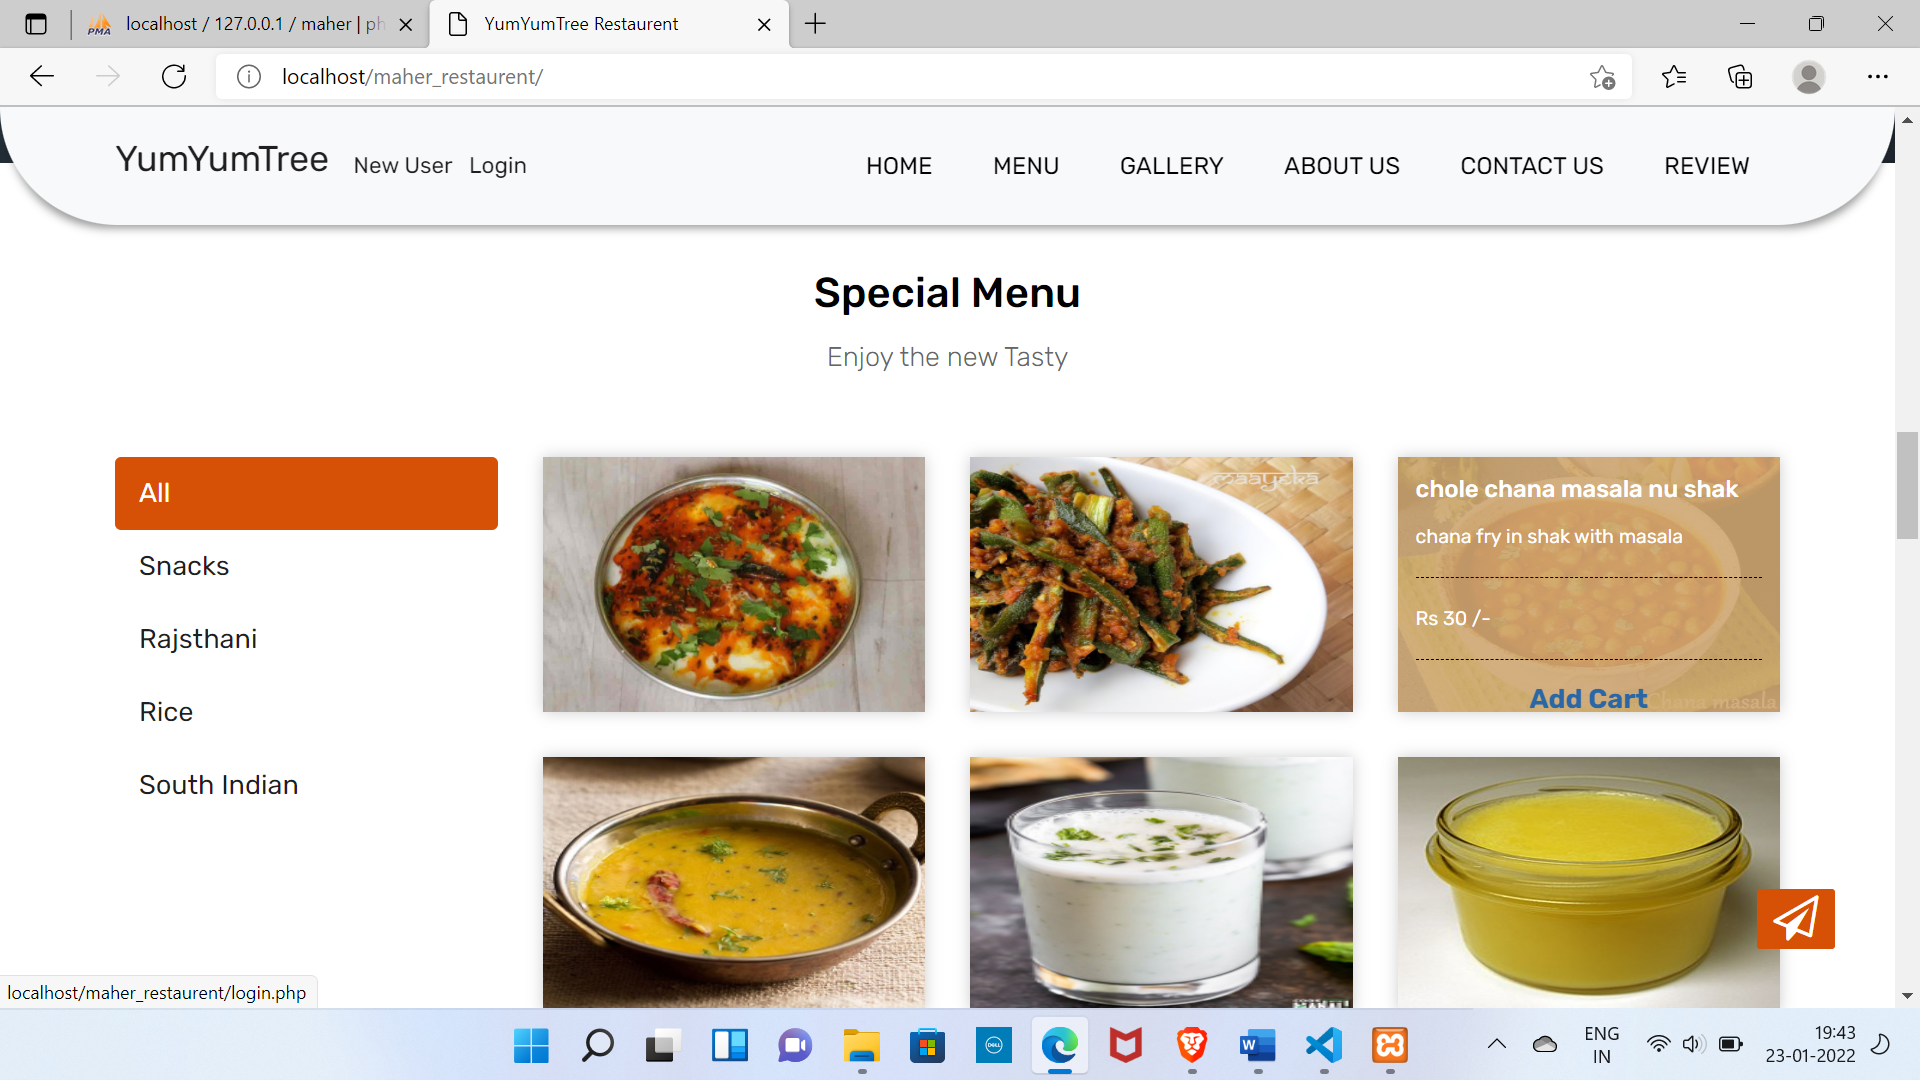 localhost / 127.0.0.1 / maher | ph
YumYumTree Restaurent
localhost/maher_restaurent/
YumYumTree
New User
Login
HOME
MENU
GALLERY
ABOUT US
CONTACT US
REVIEW
Special Menu
Enjoy the new Tasty
All
Snacks
Rajsthani
Rice
South Indian
maayeka
chole chana masala nu shak
chana fry in shak with masala
Rs 30 /-
Add Cart
Chana masala
localhost/maher_restaurent/login.php
ENG
IN
19:43
23-01-2022